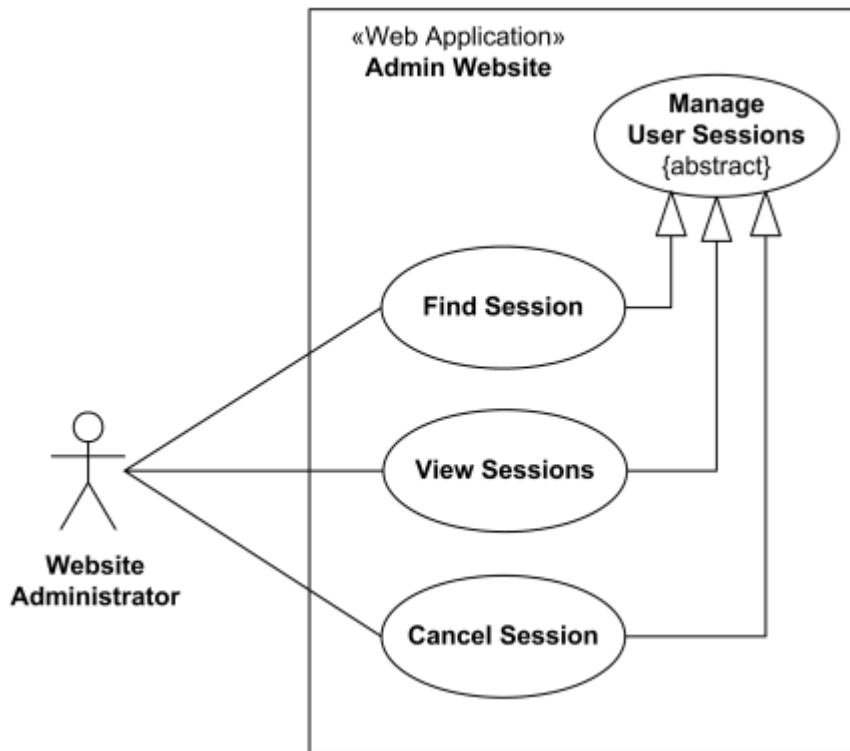 «Web Application»
Admin Website
Manage
User Sessions
{abstract}
Find Session
View Sessions
Website
Administrator
Cancel Session